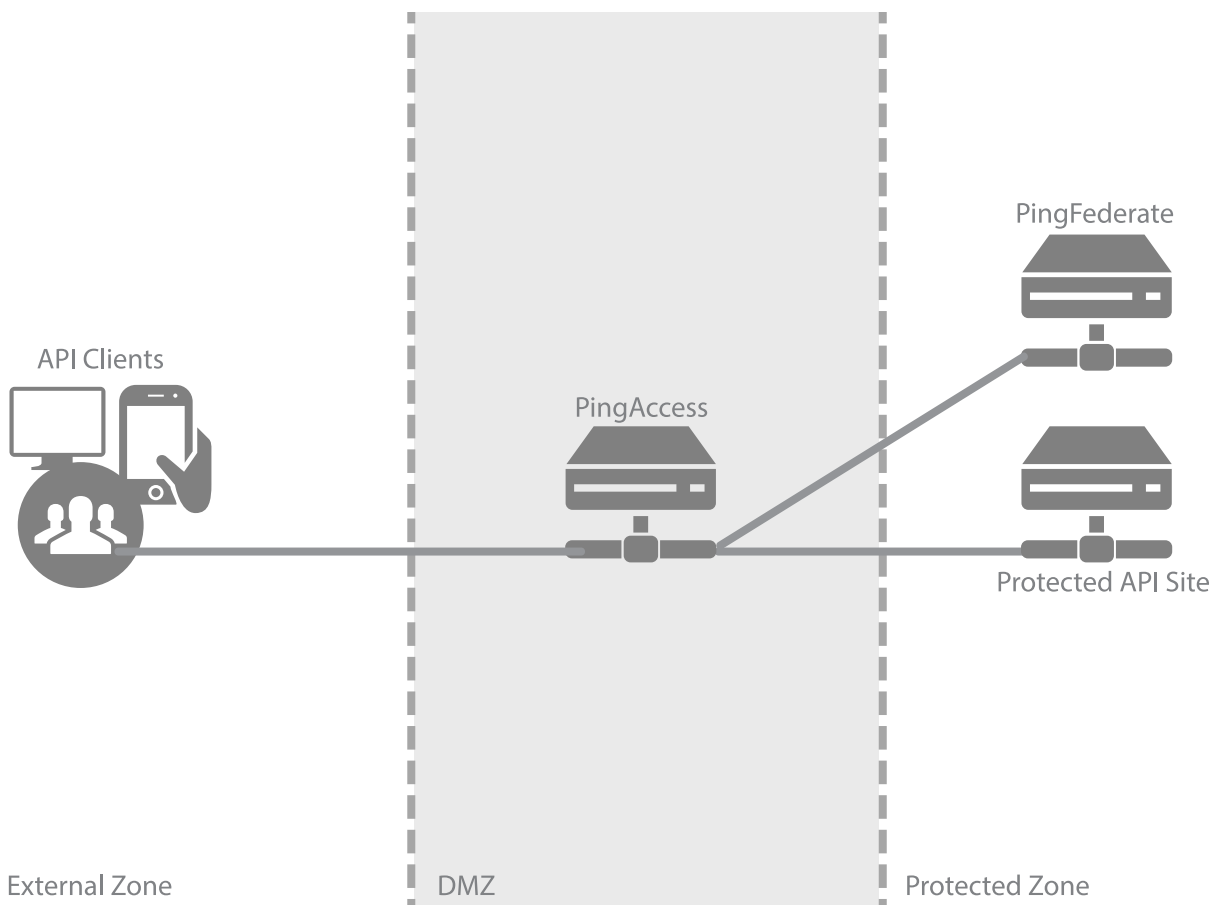 PingFederate
API Clients
PingAccess
Protected API Site
External Zone
DMZ
Protected Zone